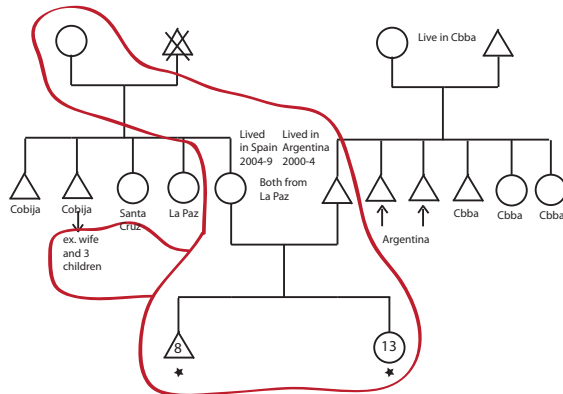 Live in Cbba
Lived
in Spain
2004-9
Lived in
Argentina
2000-4
Both from
La Paz
Cobija
Cobija
Santa
Cruz
La Paz
Cbba
Cbba
Cbba
Argentina
ex. wife
and 3
children
8
13